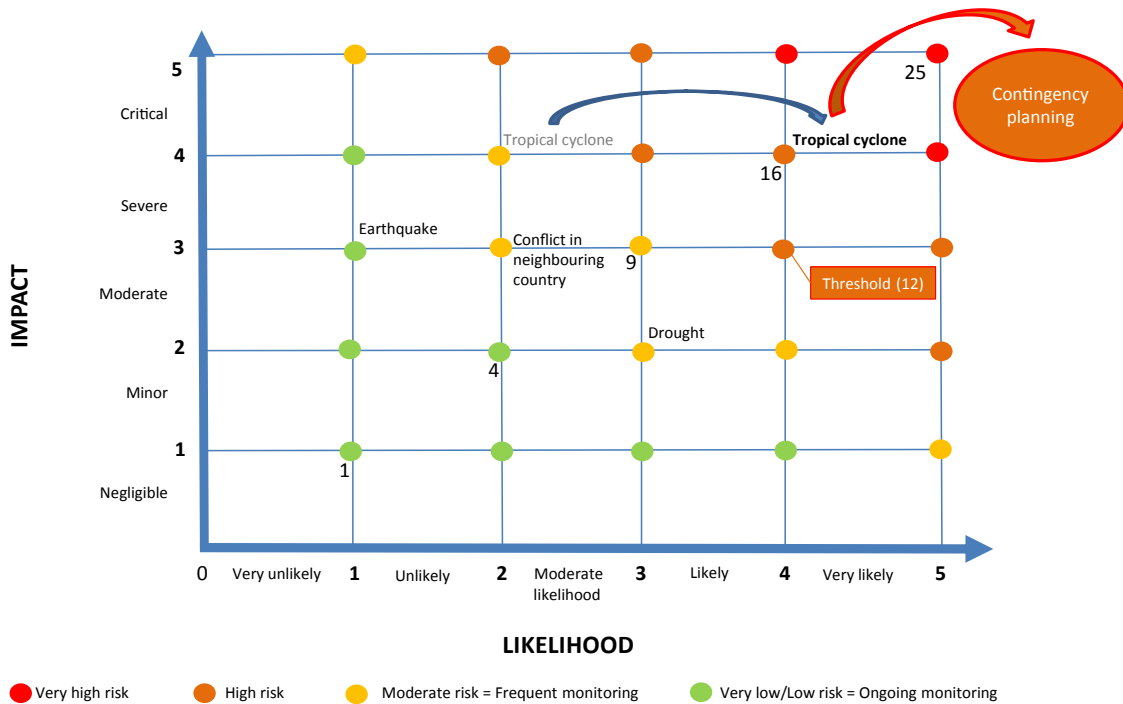 5
25
Contingency
planning
Critical
Tropical cyclone
Tropical cyclone
4
16
Severe
Earthquake
3
Conflict in
neighbouring
country
9
Threshold (12)
Moderate
IMPACT
Drought
2
4
Minor
1
1
Negligible
0
Very unlikely
1
Unlikely
2
Moderate
likelihood
3
Likely
4
Very likely
5
LIKELIHOOD
Very high risk
High risk
Moderate risk = Frequent monitoring
Very low/Low risk = Ongoing monitoring